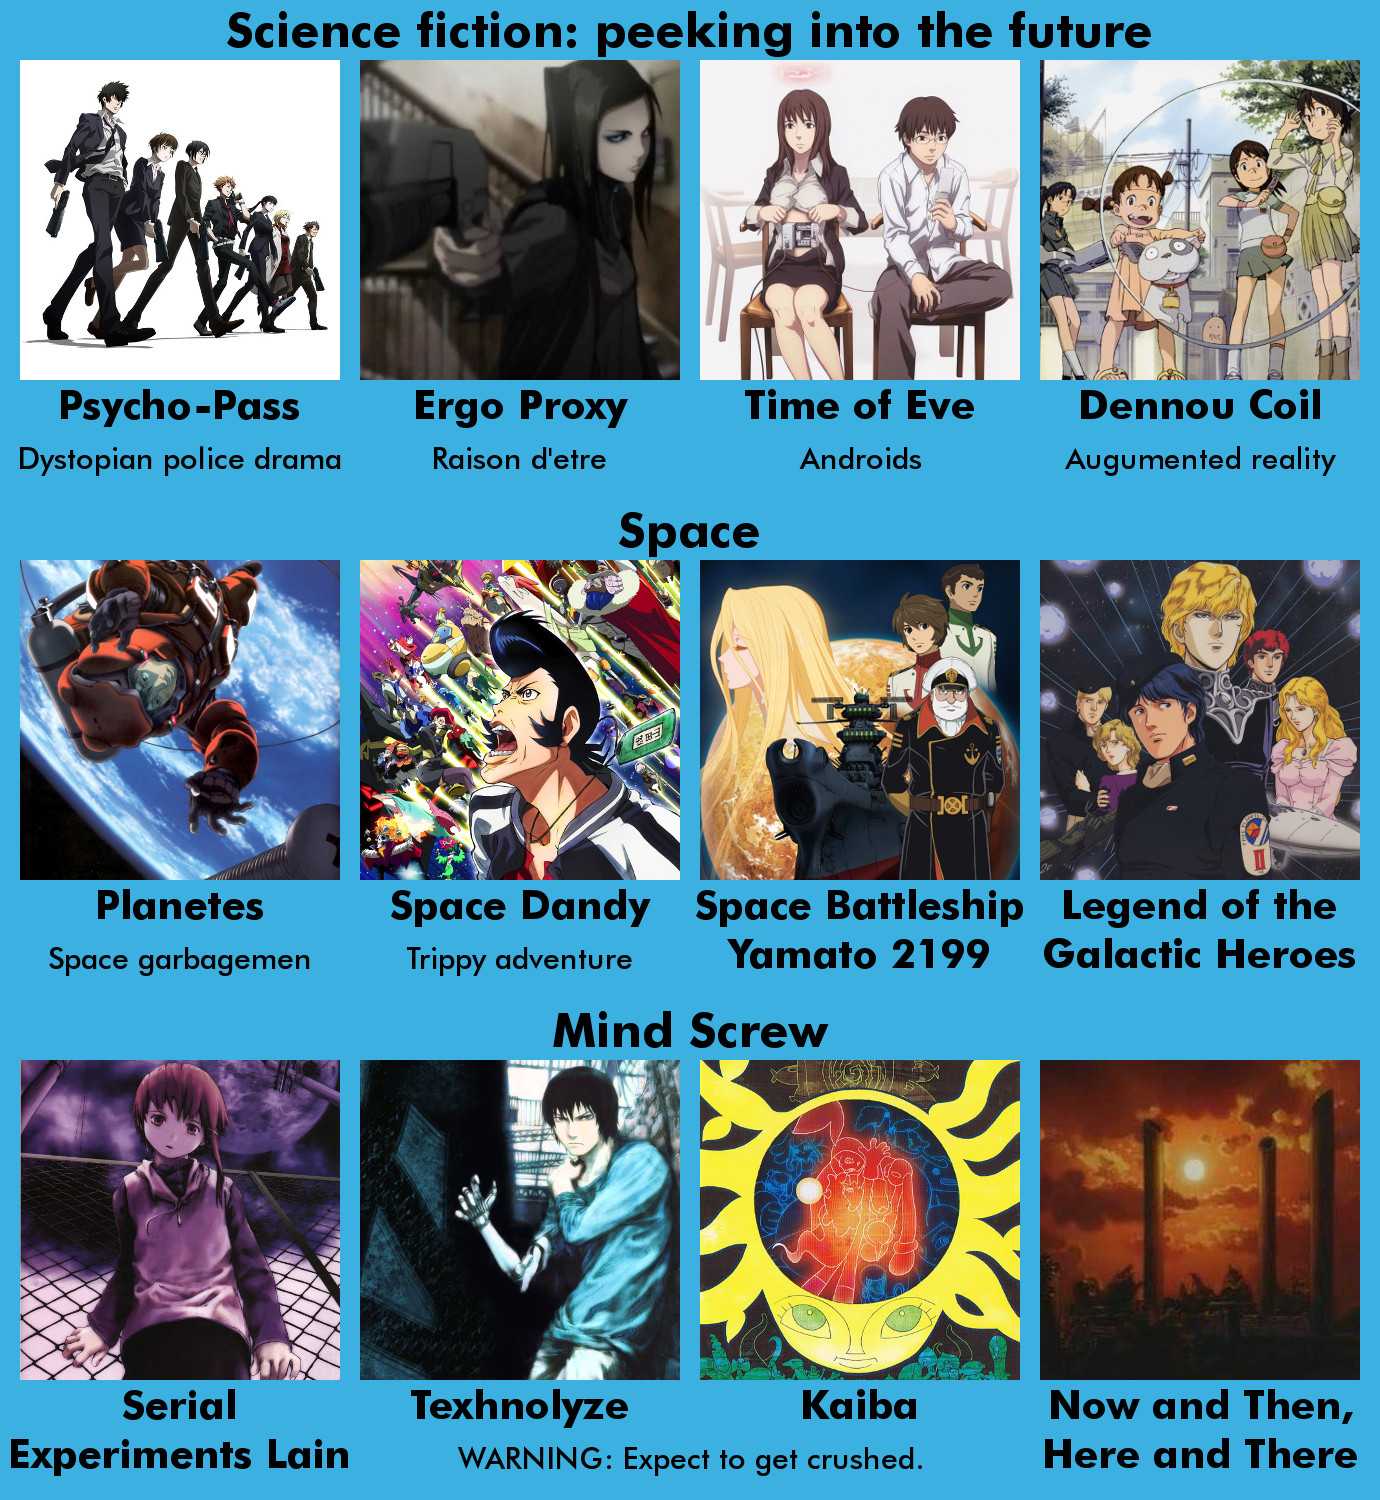 Science fiction: peeking into the future
Psycho-Pass
Ergo Proxy
Time of Eve
Dennou Coil
Dystopian police drama
Raison d'etre
Androids
Augumented reality
Space
Planetes
Space Dandy
Space Battleship
Yamato 2199
Legend of the
Galactic Heroes
Space garbagemen
Trippy adventure
Mind Screw
Serial
Experiments Lain
Texhnolyze
Kaiba
Now and Then,
Here and There
WARNING: Expect to get crushed.